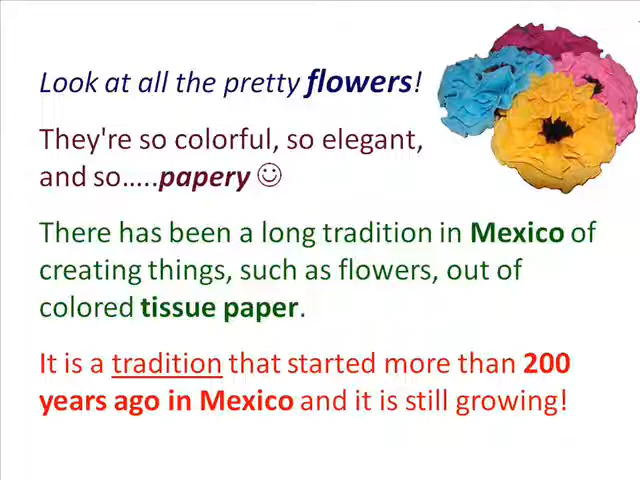 Look at all the pretty flowers!
They're so colorful, so elegant,
and so.....papery ☺
There has been a long tradition in Mexico of
creating things, such as flowers, out of
colored tissue paper.
It is a tradition that started more than 200
years ago in Mexico and it is still growing!